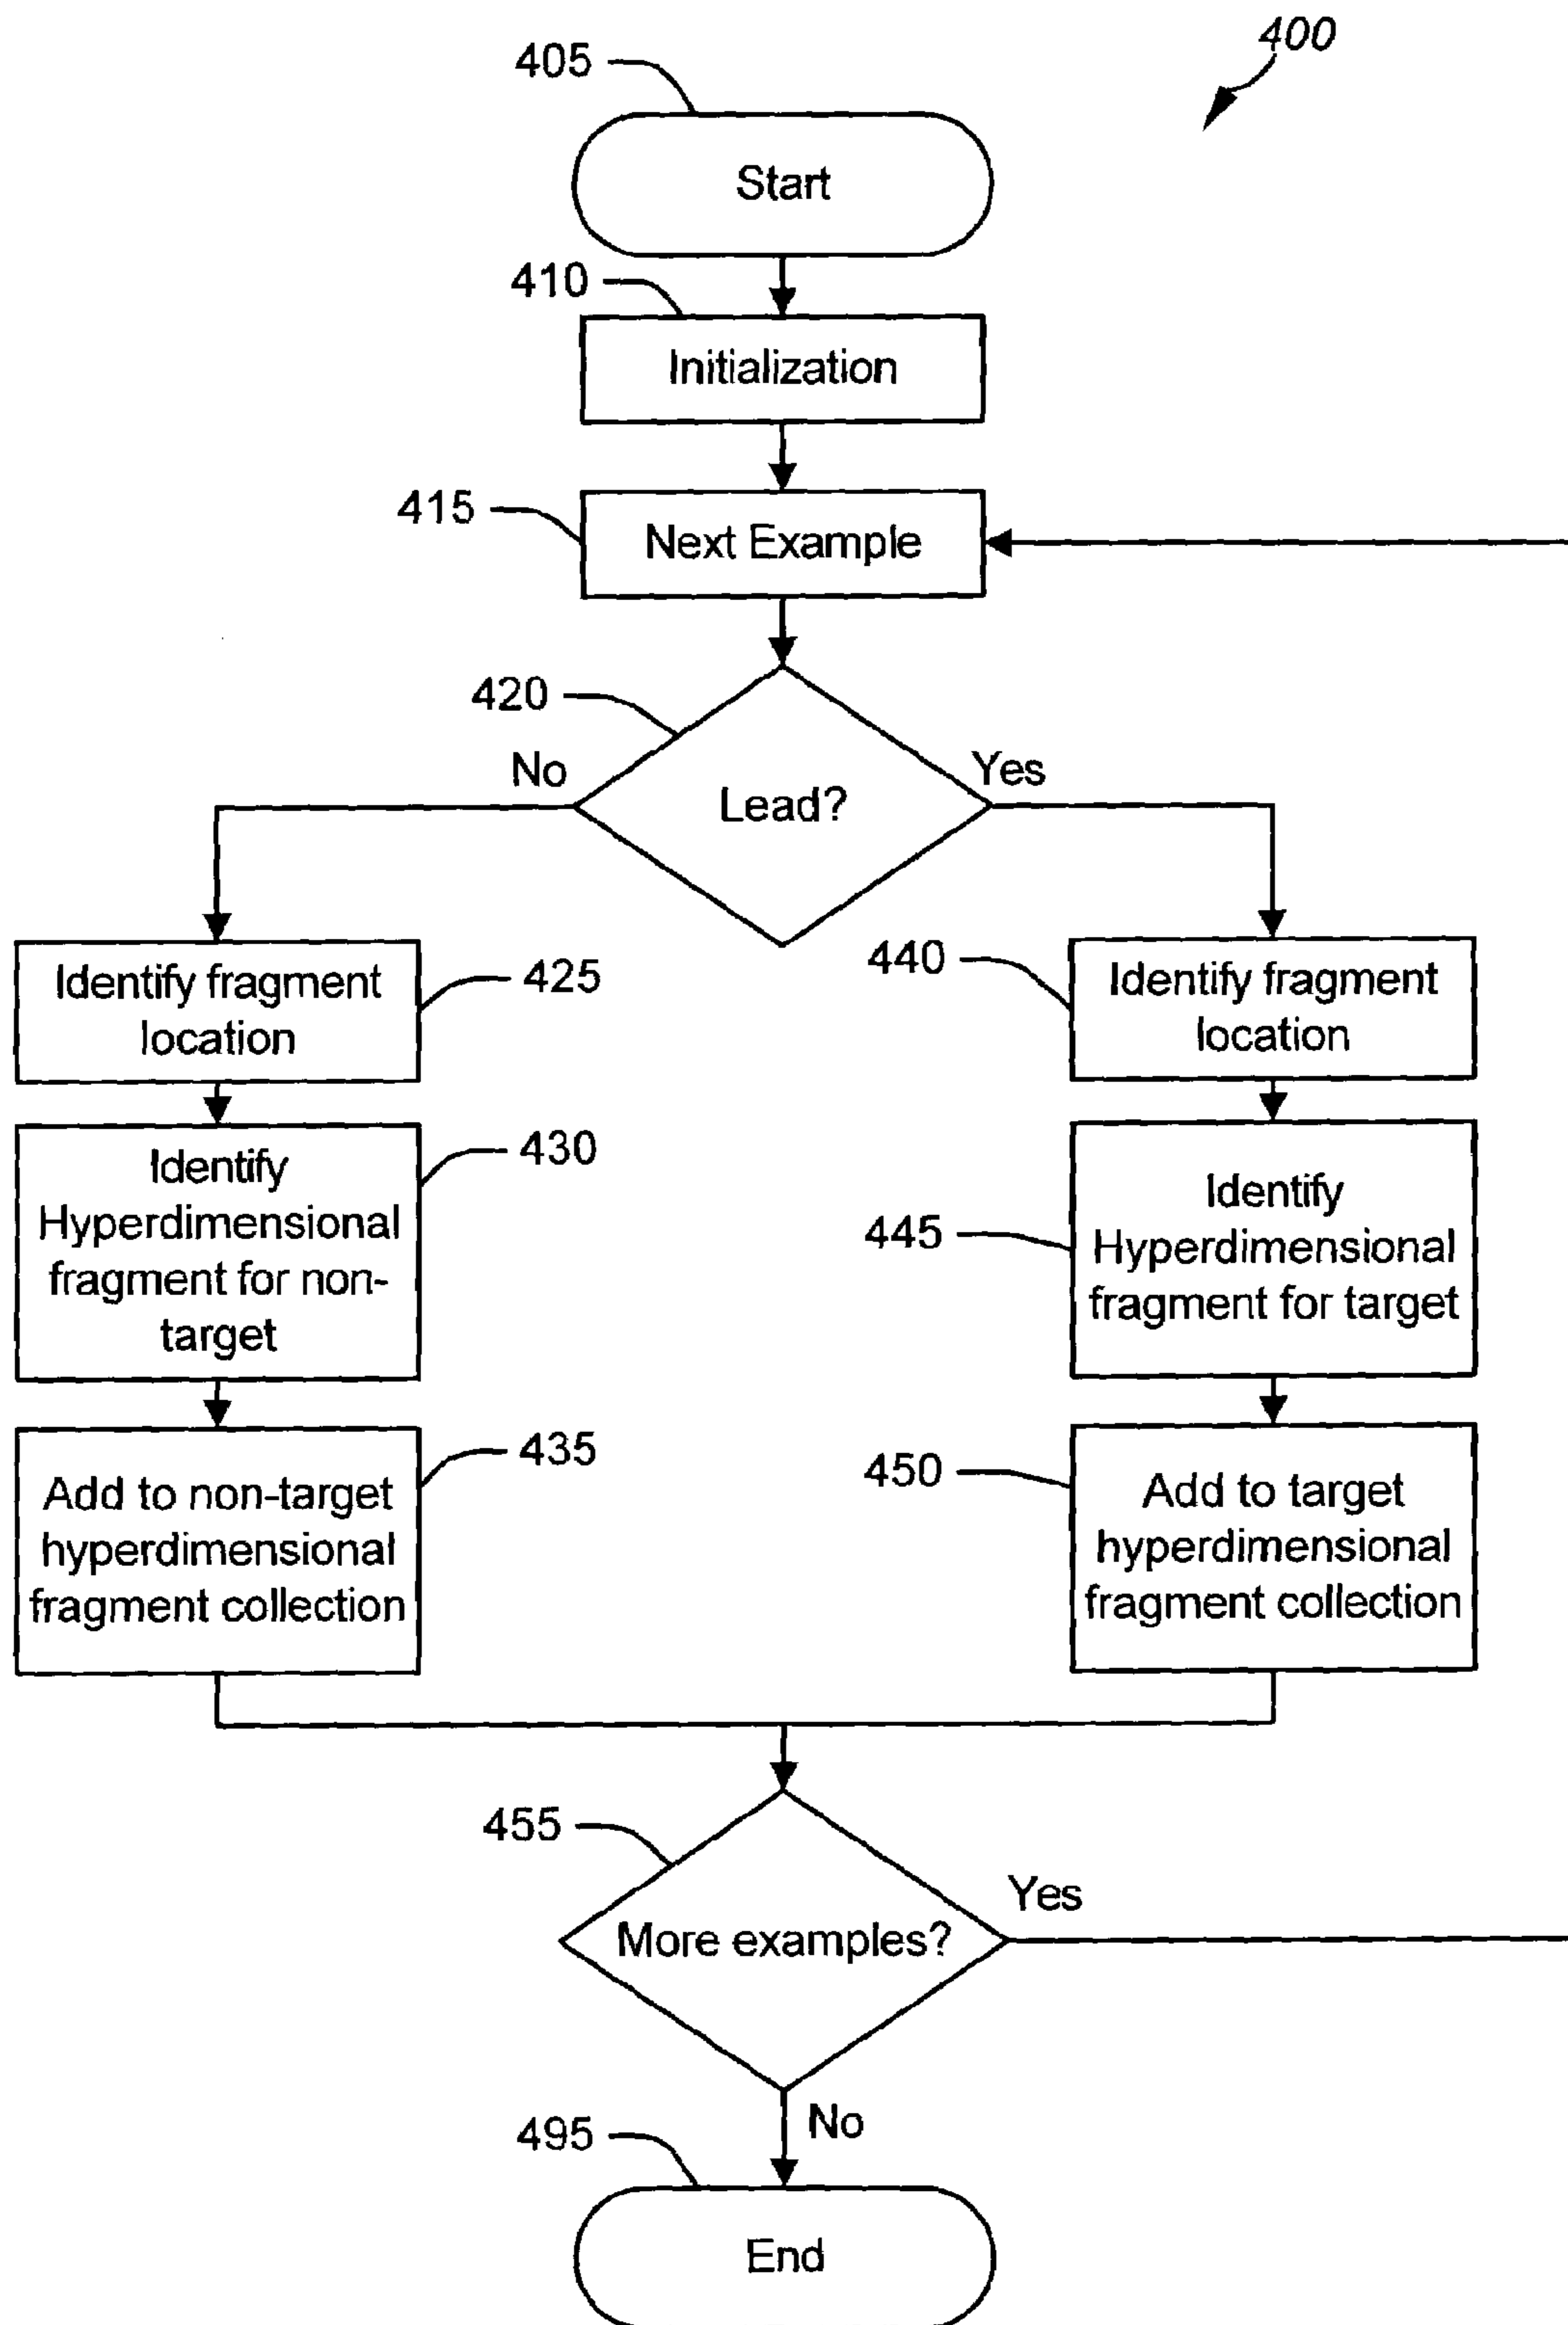 400
405
Start
410
Initialization
415
Next Example
420
No
Yes
Lead?
Identify fragment
location
425
440
Identify fragment
location
Identify
Hyperdimensional
fragment for non-
target
430
445
Identify
Hyperdimensional
fragment for target
Add to non-target
hyperdimensional
fragment collection
435
450
Add to target
hyperdimensional
fragment collection
455
Yes
More examples?
No
495
End